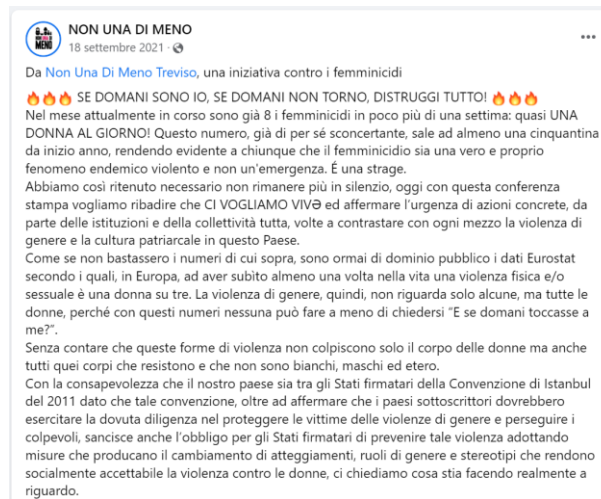 NON UNA DI MENO
18 settembre 2021 ·
Da Non Una Di Meno Treviso, una iniziativa contro i femminicidi
🔥🔥🔥 SE DOMANI SONO IO, SE DOMANI NON TORNO, DISTRUGGI TUTTO! 🔥🔥🔥
Nel mese attualmente in corso sono già 8 i femminicidi in poco più di una settima: quasi UNA
DONNA AL GIORNO! Questo numero, già di per sé sconcertante, sale ad almeno una cinquantina
da inizio anno, rendendo evidente a chiunque che il femminicidio sia una vero e proprio
fenomeno endemico violento e non un'emergenza. É una strage.
Abbiamo così ritenuto necessario non rimanere più in silenzio, oggi con questa conferenza
stampa vogliamo ribadire che CI VOGLIAMO VIVƏ ed affermare l'urgenza di azioni concrete, da
parte delle istituzioni e della collettività tutta, volte a contrastare con ogni mezzo la violenza di
genere e la cultura patriarcale in questo Paese.
Come se non bastassero i numeri di cui sopra, sono ormai di dominio pubblico i dati Eurostat
secondo i quali, in Europa, ad aver subìto almeno una volta nella vita una violenza fisica e/o
sessuale è una donna su tre. La violenza di genere, quindi, non riguarda solo alcune, ma tutte le
donne, perché con questi numeri nessuna può fare a meno di chiedersi "E se domani toccasse a
me?".
Senza contare che queste forme di violenza non colpiscono solo il corpo delle donne ma anche
tutti quei corpi che resistono e che non sono bianchi, maschi ed etero.
Con la consapevolezza che il nostro paese sia tra gli Stati firmatari della Convenzione di Istanbul
del 2011 dato che tale convenzione, oltre ad affermare che i paesi sottoscrittori dovrebbero
esercitare la dovuta diligenza nel proteggere le vittime delle violenze di genere e perseguire i
colpevoli, sancisce anche l'obbligo per gli Stati firmatari di prevenire tale violenza adottando
misure che producano il cambiamento di atteggiamenti, ruoli di genere e stereotipi che rendono
socialmente accettabile la violenza contro le donne, ci chiediamo cosa stia facendo realmente a
riguardo.